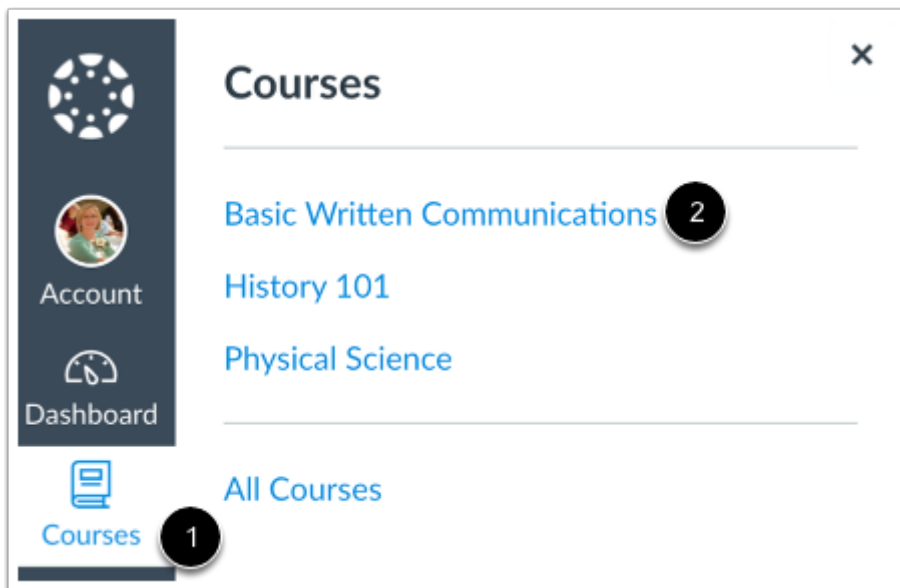 Courses
Basic Written Communications 2
History 101
Physical Science
All Courses
Account
Dashboard
Courses 1